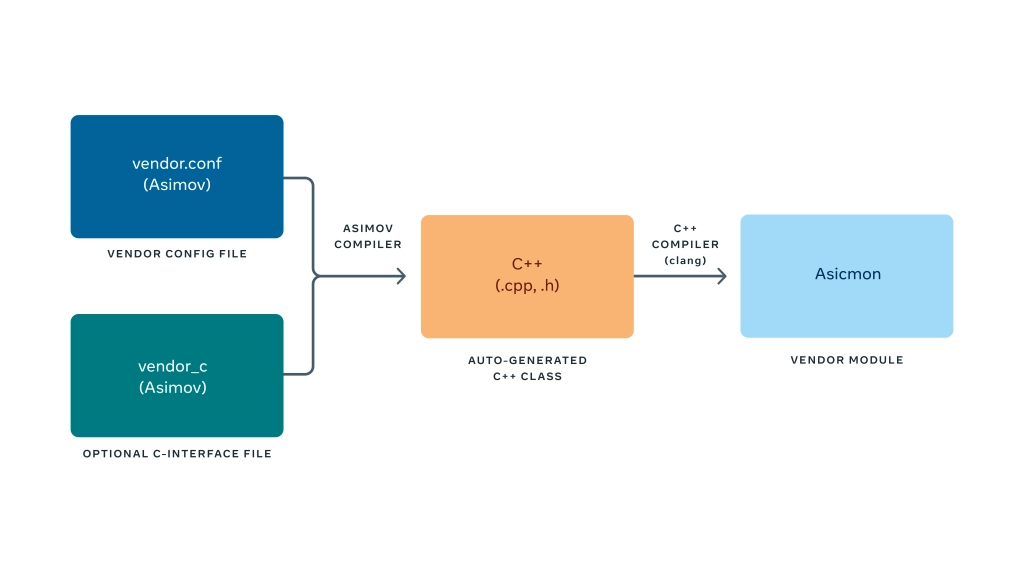 vendor.conf
(Asimov)
VENDOR CONFIG FILE
vendor_c
(Asimov)
OPTIONAL C-INTERFACE FILE
ASIMOV
COMPILER
C++
(.cpp, .h)
AUTO-GENERATED
C++ CLASS
C++
COMPILER
(clang)
Asicmon
VENDOR MODULE